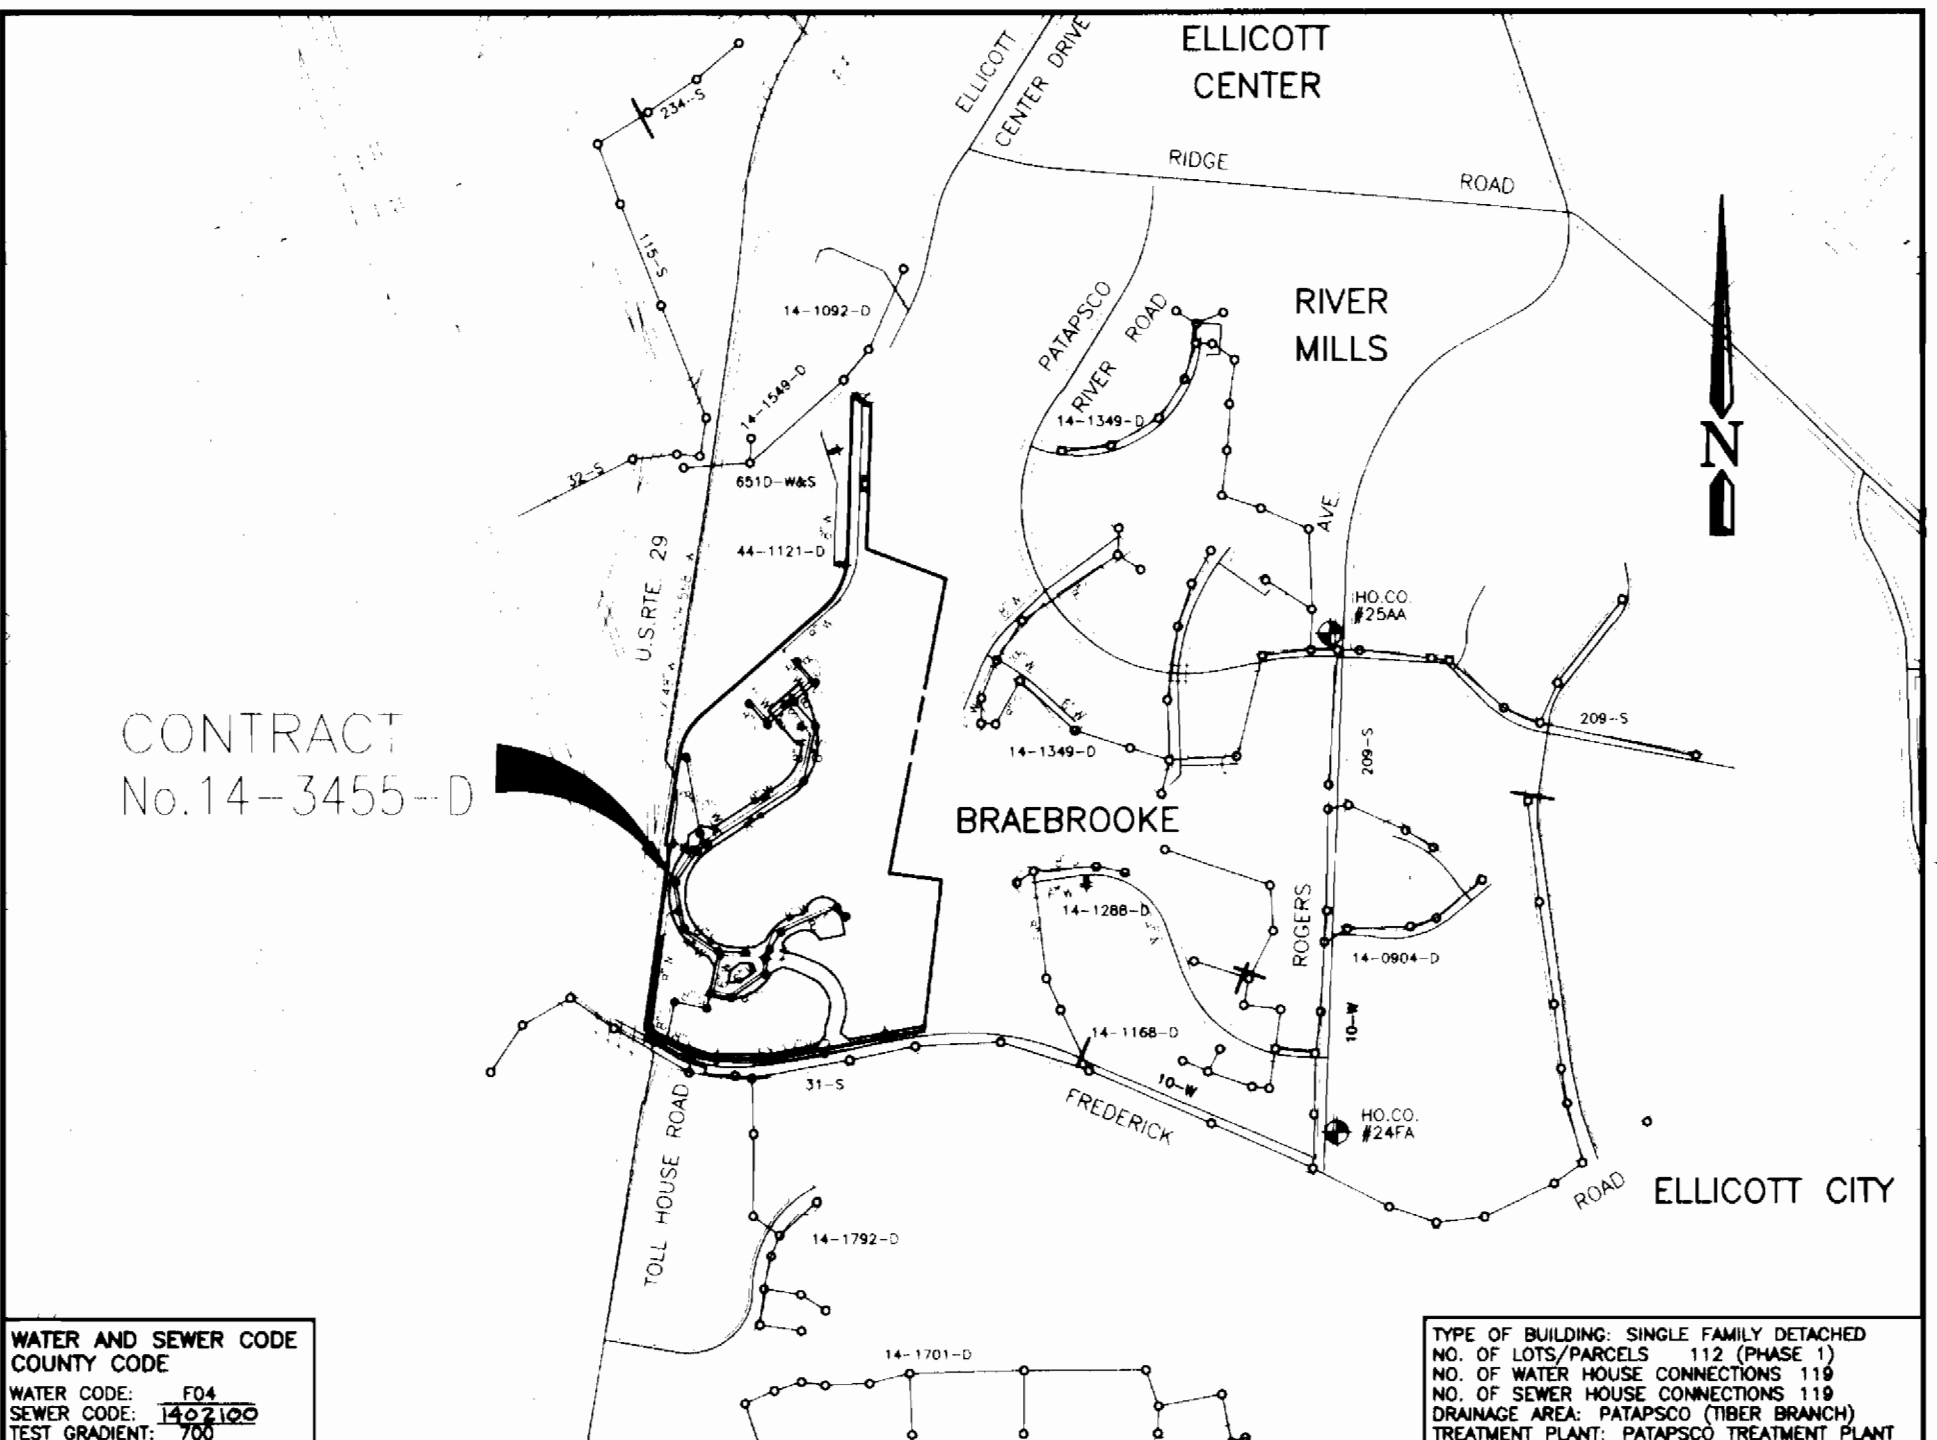 ELLICOTT
CENTER
ELLICOTT
CENTER DRIVE
234-S
RIDGE ROAD
115-S
14-1092-D
PATAPSCO
RIVER ROAD
RIVER
MILLS
14-1549-D
14-1349-D
N
32-S
651D-W&S
AVE.
44-1121-D
U.S.RTE. 29
HO.CO.
#25AA
209-S
209-S
14-1349-D
CONTRACT
No.14-3455-D
BRAEBROOKE
14-1288-D
ROGERS
14-0904-D
10-W
14-1168-D
10-W
31-S
FREDERICK
HO.CO.
#24FA
TOLL HOUSE ROAD
ROAD
ELLICOTT CITY
14-1792-D
14-1701-D
WATER AND SEWER CODE
COUNTY CODE
WATER CODE: F04
SEWER CODE: 1402100
TEST GRADIENT: 700
TYPE OF BUILDING: SINGLE FAMILY DETACHED
NO. OF LOTS/PARCELS 112 (PHASE 1)
NO. OF WATER HOUSE CONNECTIONS 119
NO. OF SEWER HOUSE CONNECTIONS 119
DRAINAGE AREA: PATAPSCO (TIBER BRANCH)
TREATMENT PLANT: PATAPSCO TREATMENT PLANT